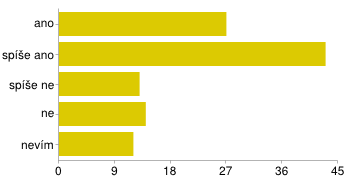 ano
spíše ano
spíše ne
ne
nevím
0 9 18 27 36 45